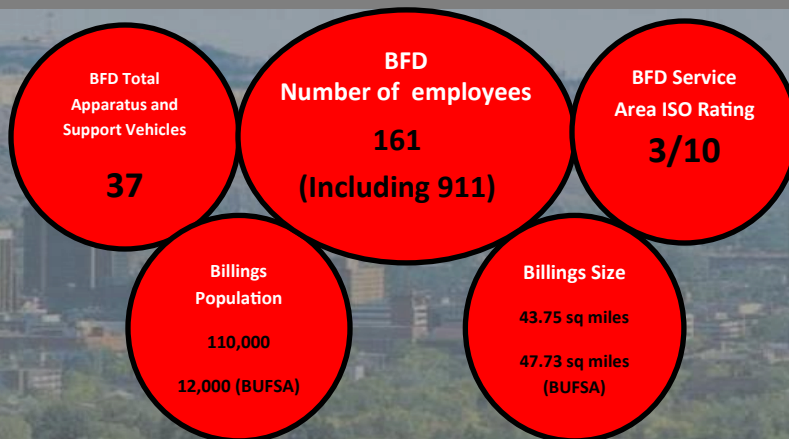 BFD Total
Apparatus and
Support Vehicles
37
BFD
Number of employees
161
(Including 911)
BFD Service
Area ISO Rating
3/10
Billings
Population
110,000
12,000 (BUFSA)
Billings Size
43.75 sq miles
47.73 sq miles
(BUFSA)